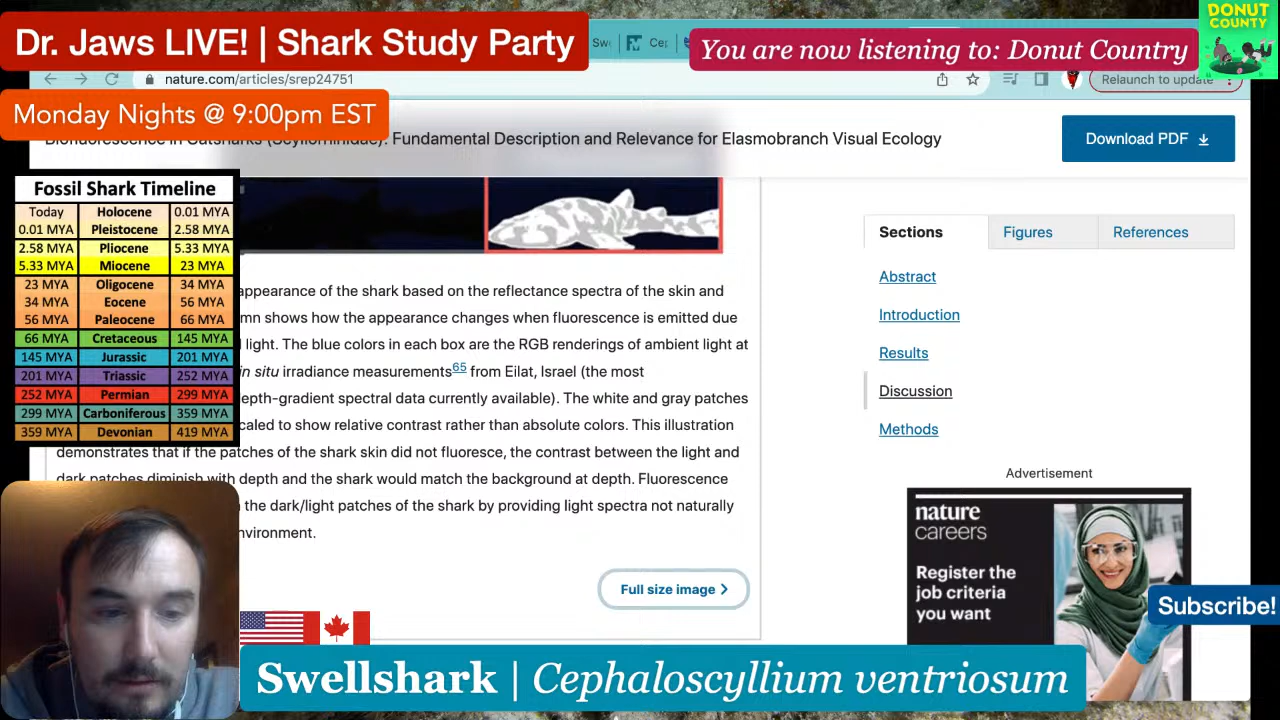 Dr. Jaws LIVE! | Shark Study Party
You are now listening to: Donut Country
DONUT
COUNTY
nature.com/articles/srep24751
Relaunch to update
Monday Nights @ 9:00pm EST
Fundamental Description and Relevance for Elasmobranch Visual Ecology
Download PDF
Fossil Shark Timeline
Today Holocene 0.01 MYA
0.01 MYA Pleistocene 2.58 MYA
2.58 MYA Pliocene 5.33 MYA
5.33 MYA Miocene 23 MYA
23 MYA Oligocene 34 MYA
34 MYA Eocene 56 MYA
56 MYA Paleocene 66 MYA
66 MYA Cretaceous 145 MYA
145 MYA Jurassic 201 MYA
201 MYA Triassic 252 MYA
252 MYA Permian 299 MYA
299 MYA Carboniferous 359 MYA
359 MYA Devonian 419 MYA
appearance of the shark based on the reflectance spectra of the skin and
mn shows how the appearance changes when fluorescence is emitted due
light. The blue colors in each box are the RGB renderings of ambient light at
in situ irradiance measurements65 from Eilat, Israel (the most
epth-gradient spectral data currently available). The white and gray patches
caled to show relative contrast rather than absolute colors. This illustration
demonstrates that if the patches of the shark skin did not fluoresce, the contrast between the light and
dark patches diminish with depth and the shark would match the background at depth. Fluorescence
the dark/light patches of the shark by providing light spectra not naturally
nvironment.
Full size image
Sections
Figures
References
Abstract
Introduction
Results
Discussion
Methods
Advertisement
nature
careers
Register the
job criteria
you want
Subscribe!
Swellshark | Cephaloscyllium ventriosum